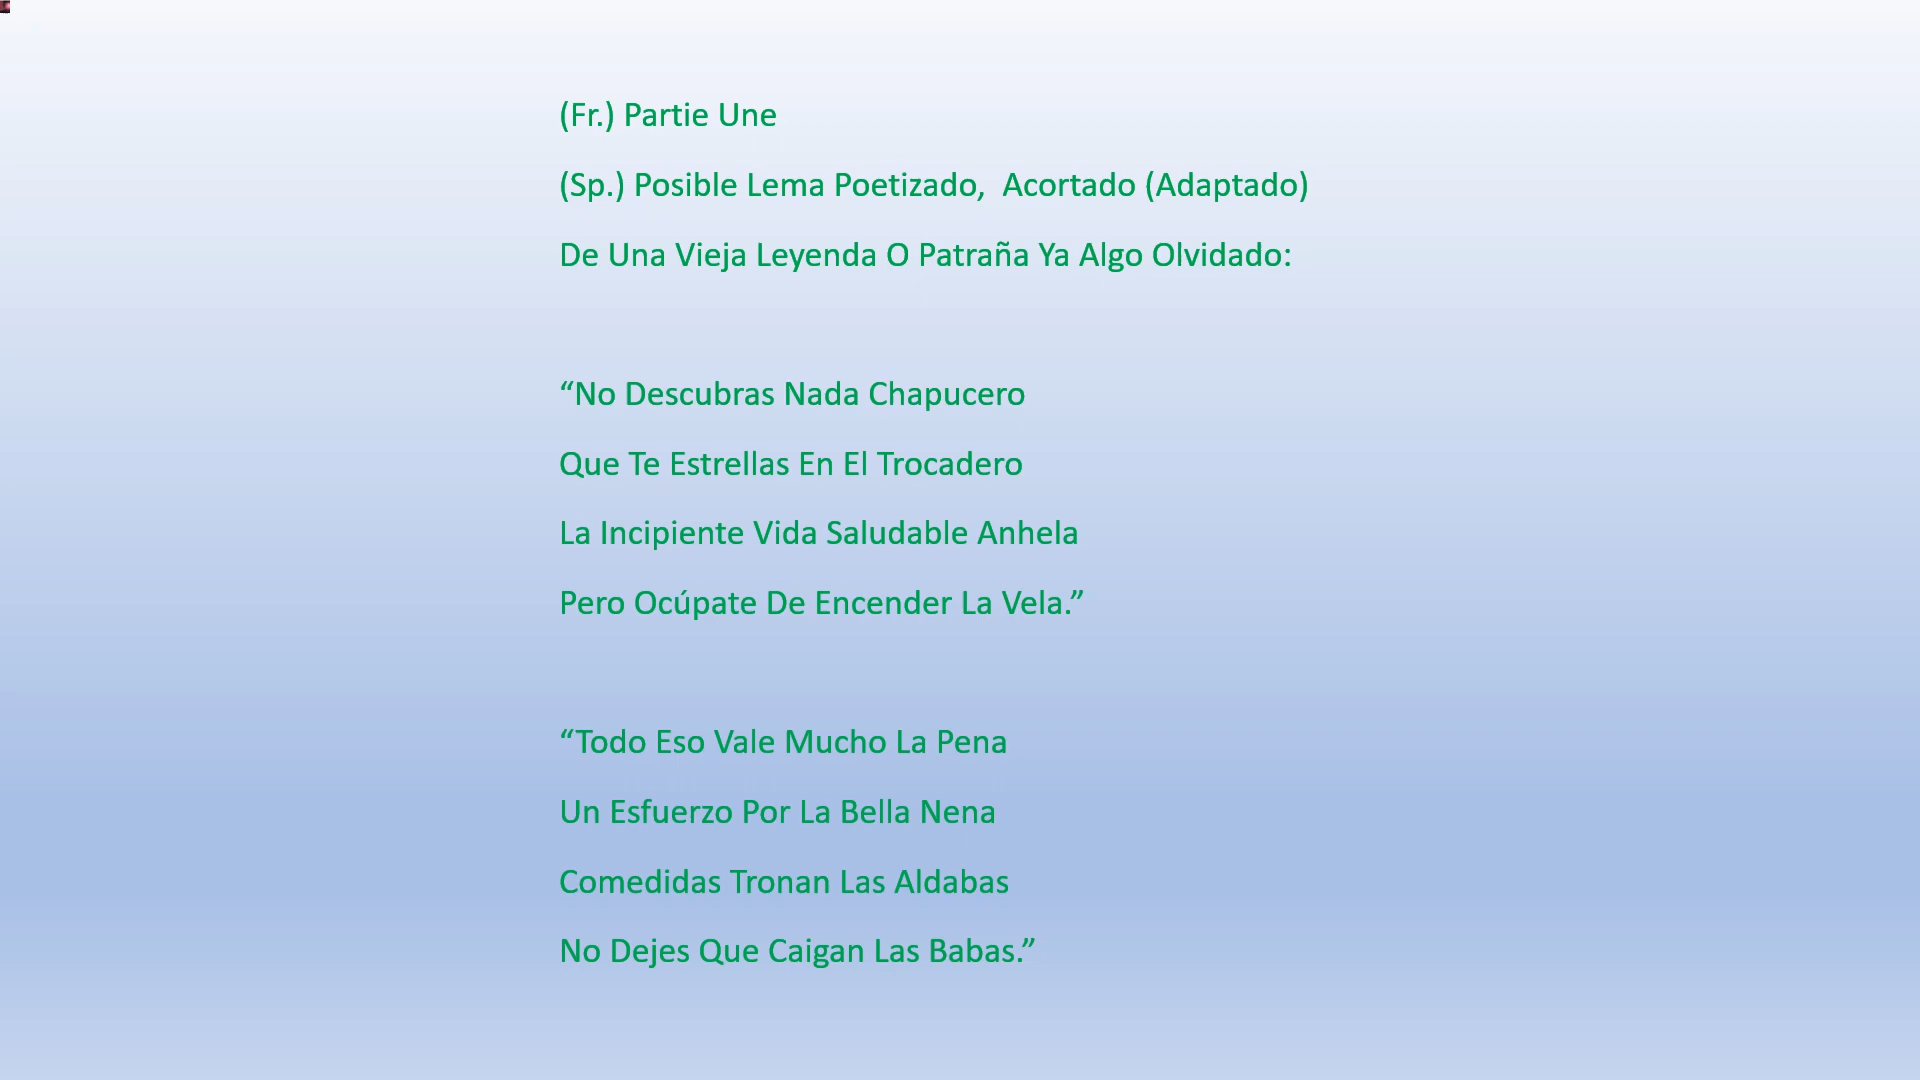 (Fr.) Partie Une
(Sp.) Posible Lema Poetizado,  Acortado (Adaptado)
De Una Vieja Leyenda O Patraña Ya Algo Olvidado:
“No Descubras Nada Chapucero
Que Te Estrellas En El Trocadero
La Incipiente Vida Saludable Anhela
Pero Ocúpate De Encender La Vela.”
“Todo Eso Vale Mucho La Pena
Un Esfuerzo Por La Bella Nena
Comedidas Tronan Las Aldabas
No Dejes Que Caigan Las Babas.”